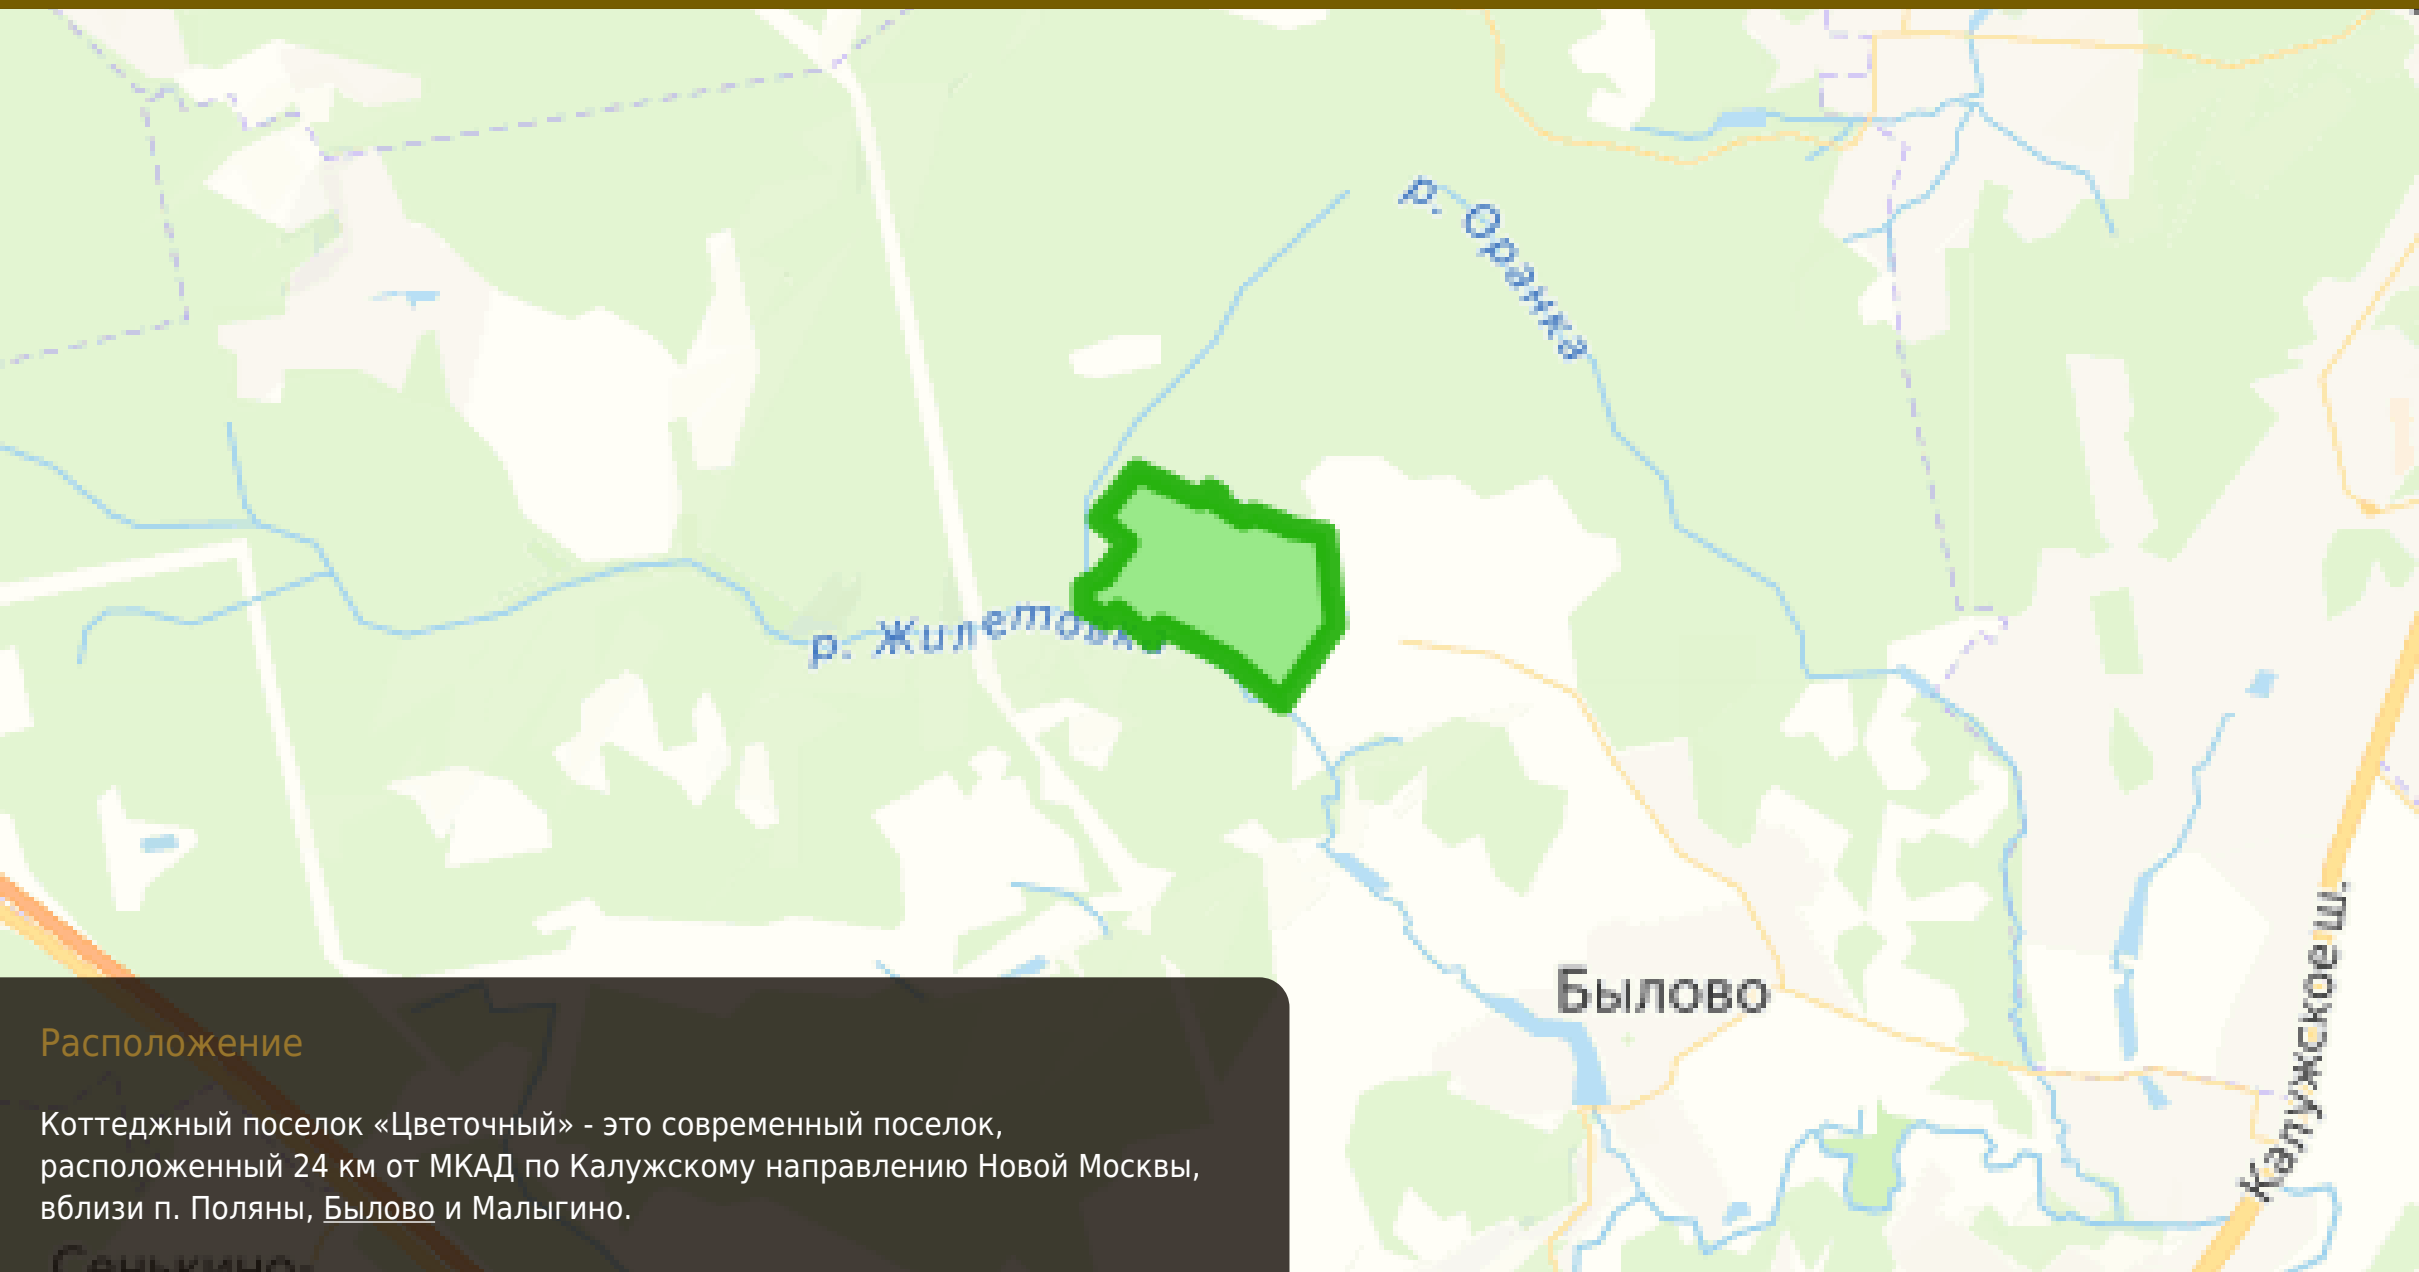 р. Оранка
р. Жилетовка
Былово
Калужское ш.
Расположение
Коттеджный поселок «Цветочный» - это современный поселок,
расположенный 24 км от МКАД по Калужскому направлению Новой Москвы,
вблизи п. Поляны, Былово и Малыгино.
Сенькино-